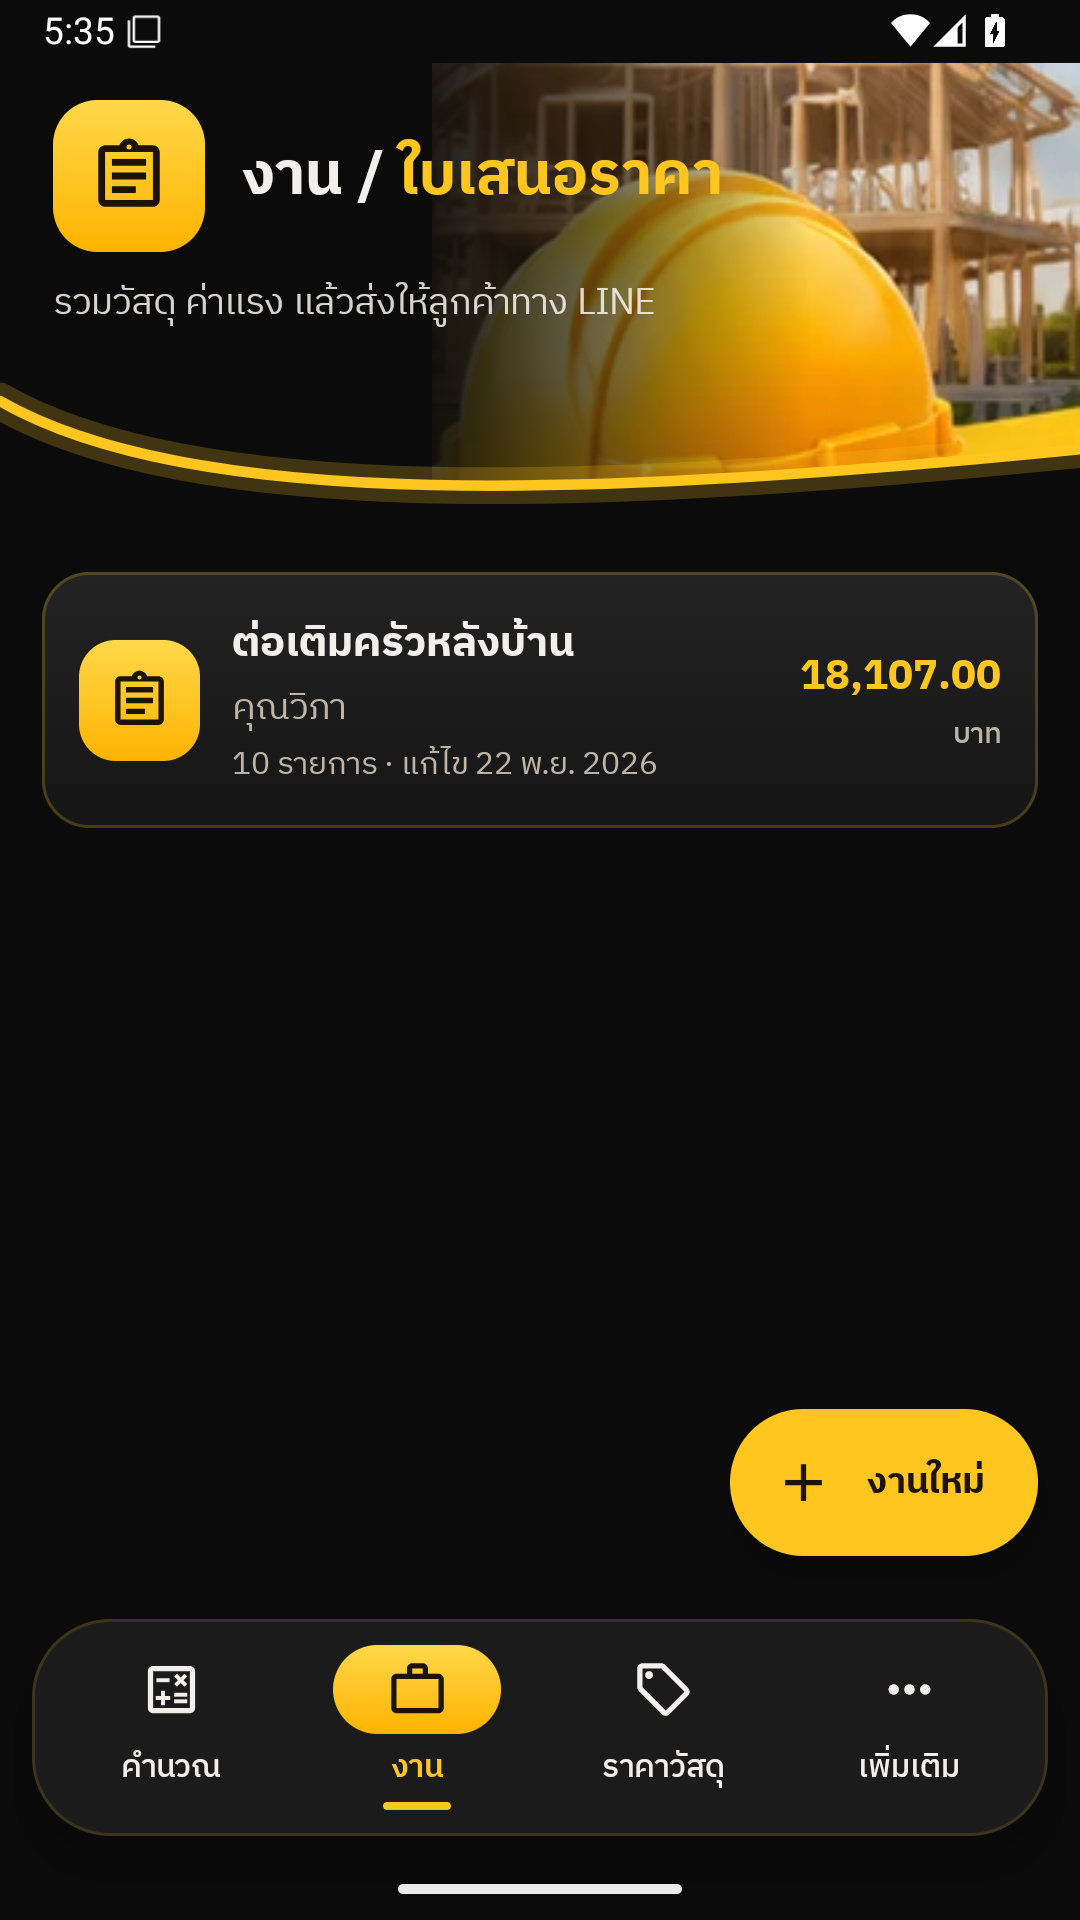 5:35
งาน / ใบเสนอราคา
รวมวัสดุ ค่าแรง แล้วส่งให้ลูกค้าทาง LINE
ต่อเติมครัวหลังบ้าน
คุณวิภา
10 รายการ · แก้ไข 22 พ.ย. 2026
18,107.00
บาท
งานใหม่
คำนวณ
งาน
ราคาวัสดุ
เพิ่มเติม